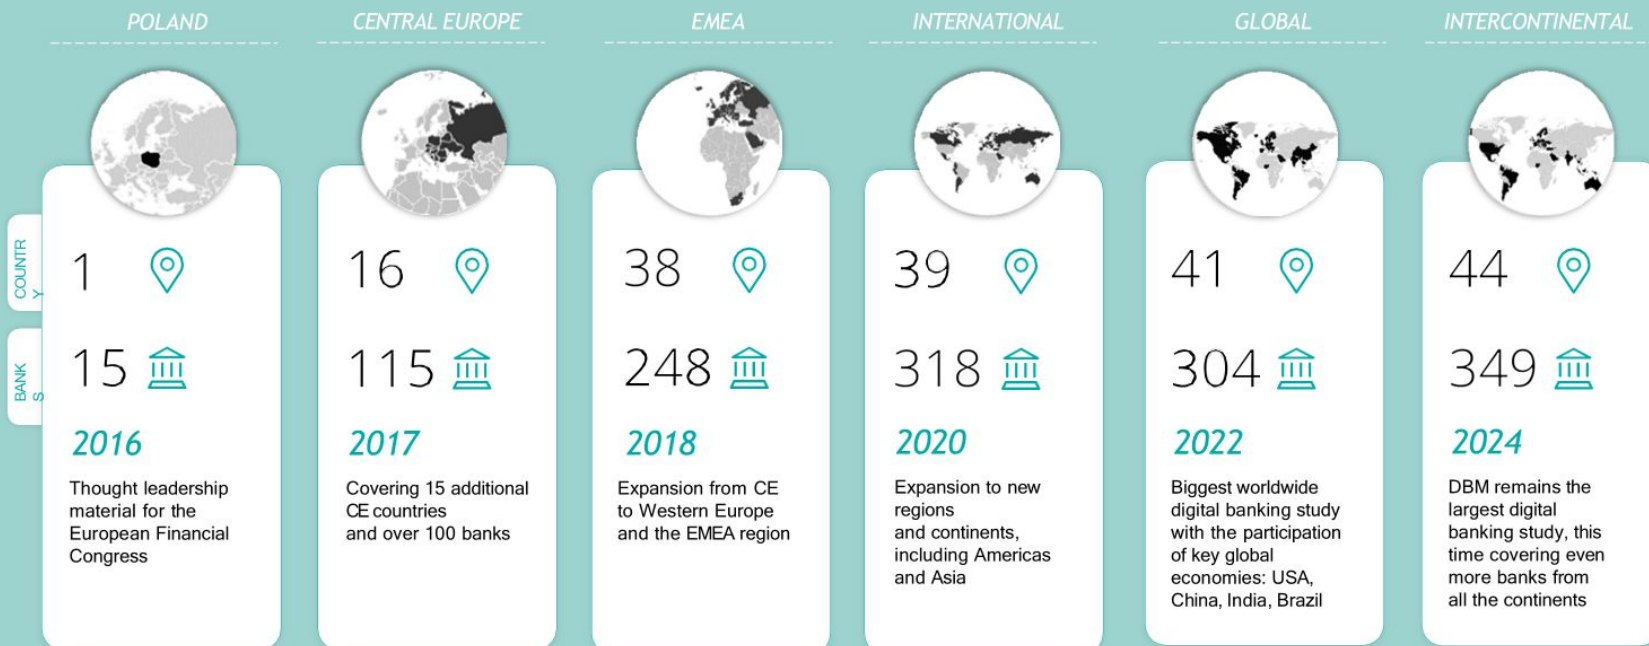 POLAND
CENTRAL EUROPE
EMEA
INTERNATIONAL
GLOBAL
INTERCONTINENTAL
COUNTR
Y
1
16
38
39
41
44
BANK
S
15
115
248
318
304
349
2016
Thought leadership
material for the
European Financial
Congress
2017
Covering 15 additional
CE countries
and over 100 banks
2018
Expansion from CE
to Western Europe
and the EMEA region
2020
Expansion to new
regions
and continents,
including Americas
and Asia
2022
Biggest worldwide
digital banking study
with the participation
of key global
economies: USA,
China, India, Brazil
2024
DBM remains the
largest digital
banking study, this
time covering even
more banks from
all the continents